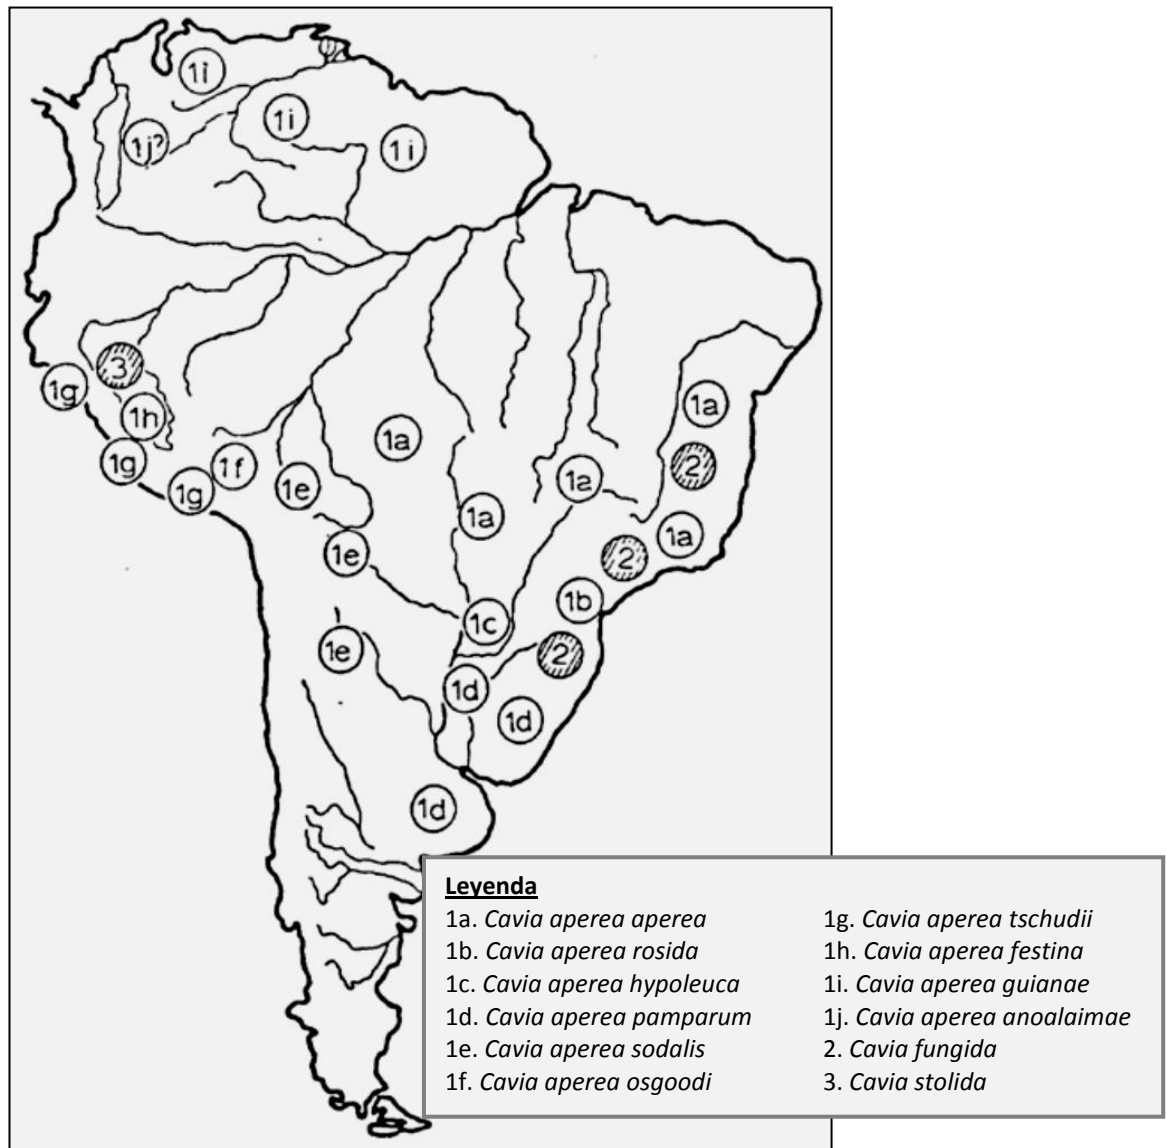 1i
1i
1j?
1i
3
1g
1h
1a
1a
1g
1f
2
1g
1e
1a
1a
1a
1e
2
1b
1c
1e
2
1d
1d
1d
Leyenda
1a. Cavia aperea aperea
1b. Cavia aperea rosida
1c. Cavia aperea hypoleuca
1d. Cavia aperea pamparum
1e. Cavia aperea sodalis
1f. Cavia aperea osgoodi
1g. Cavia aperea tschudii
1h. Cavia aperea festina
1i. Cavia aperea guianae
1j. Cavia aperea anoalaimae
2. Cavia fungida
3. Cavia stolida